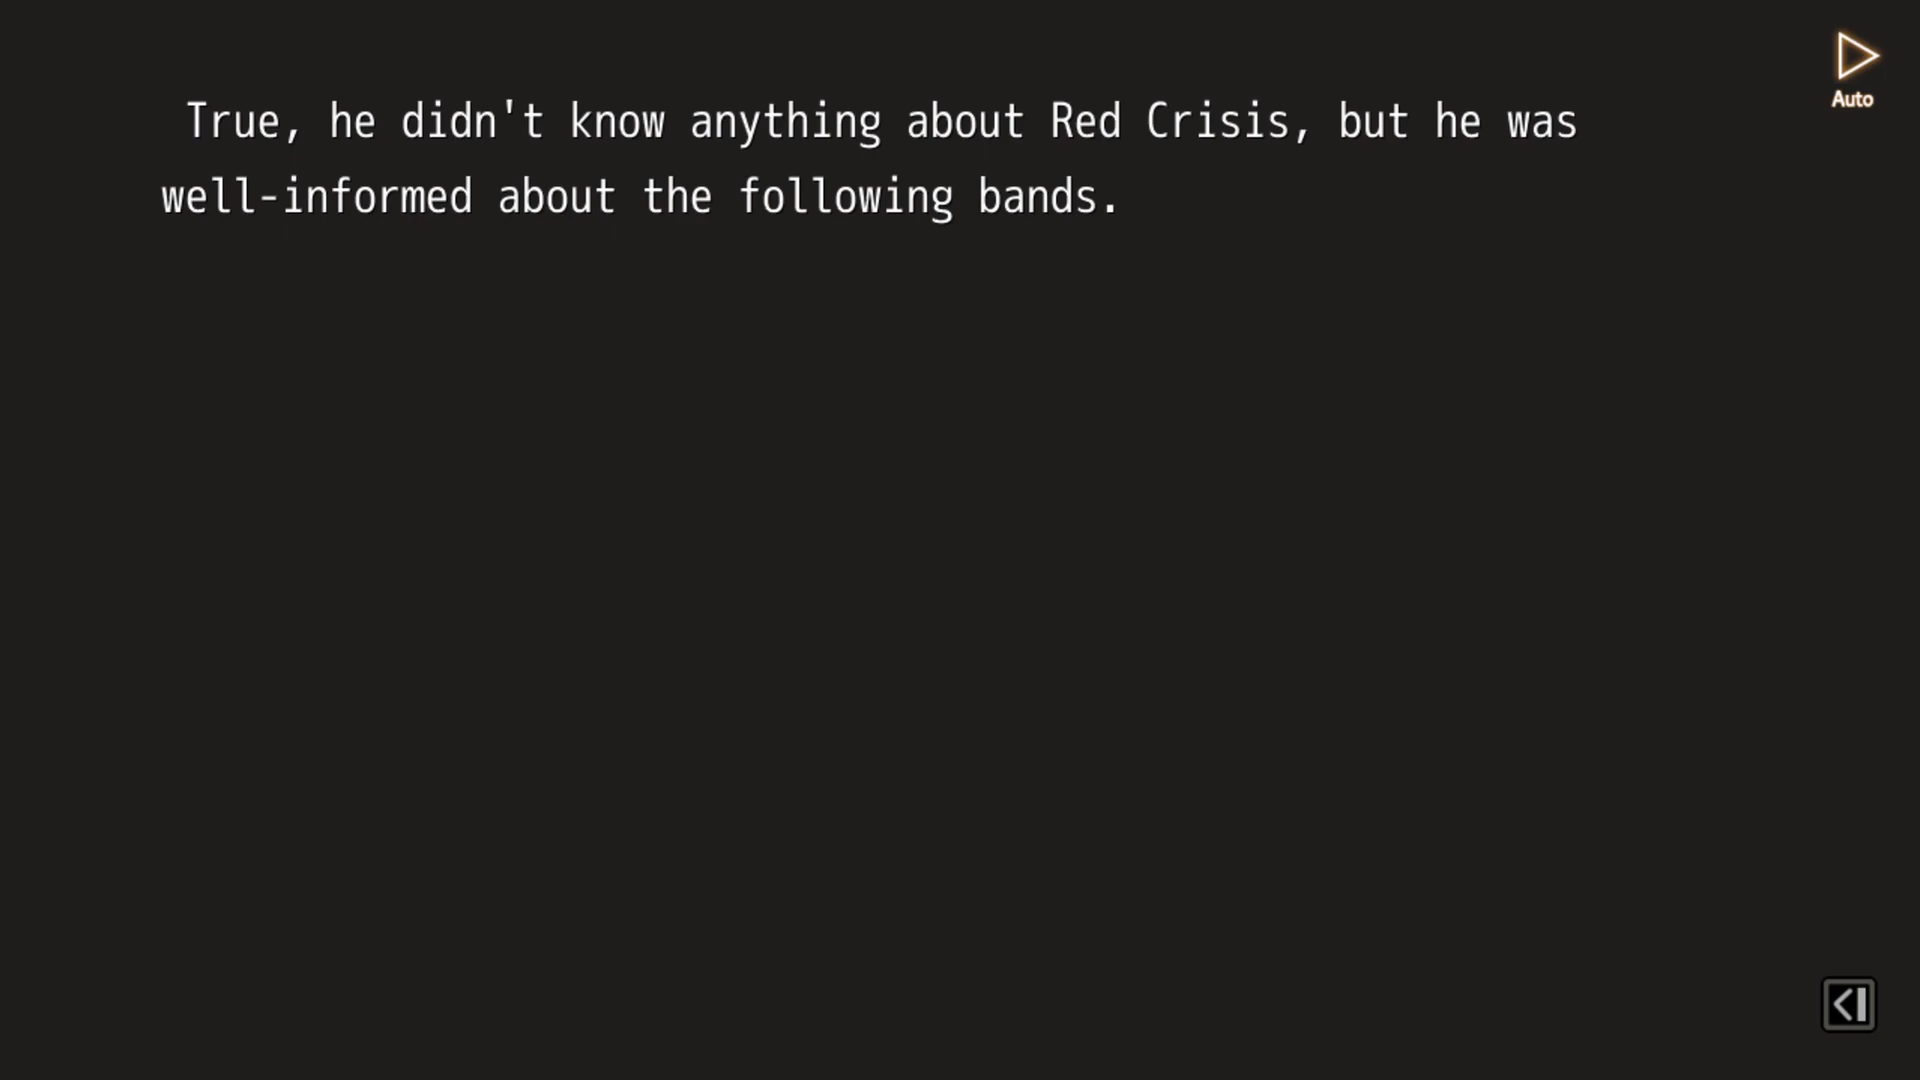 True, he didn't know anything about Red Crisis, but he was
well-informed about the following bands.
Auto